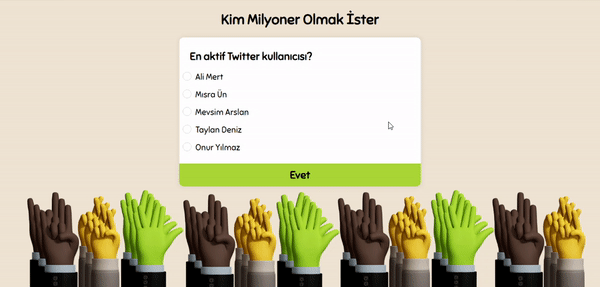 Kim Milyoner Olmak İster
En aktif Twitter kullanıcısı?
Ali Mert
Mısra Ün
Mevsim Arslan
Taylan Deniz
Onur Yılmaz
Evet